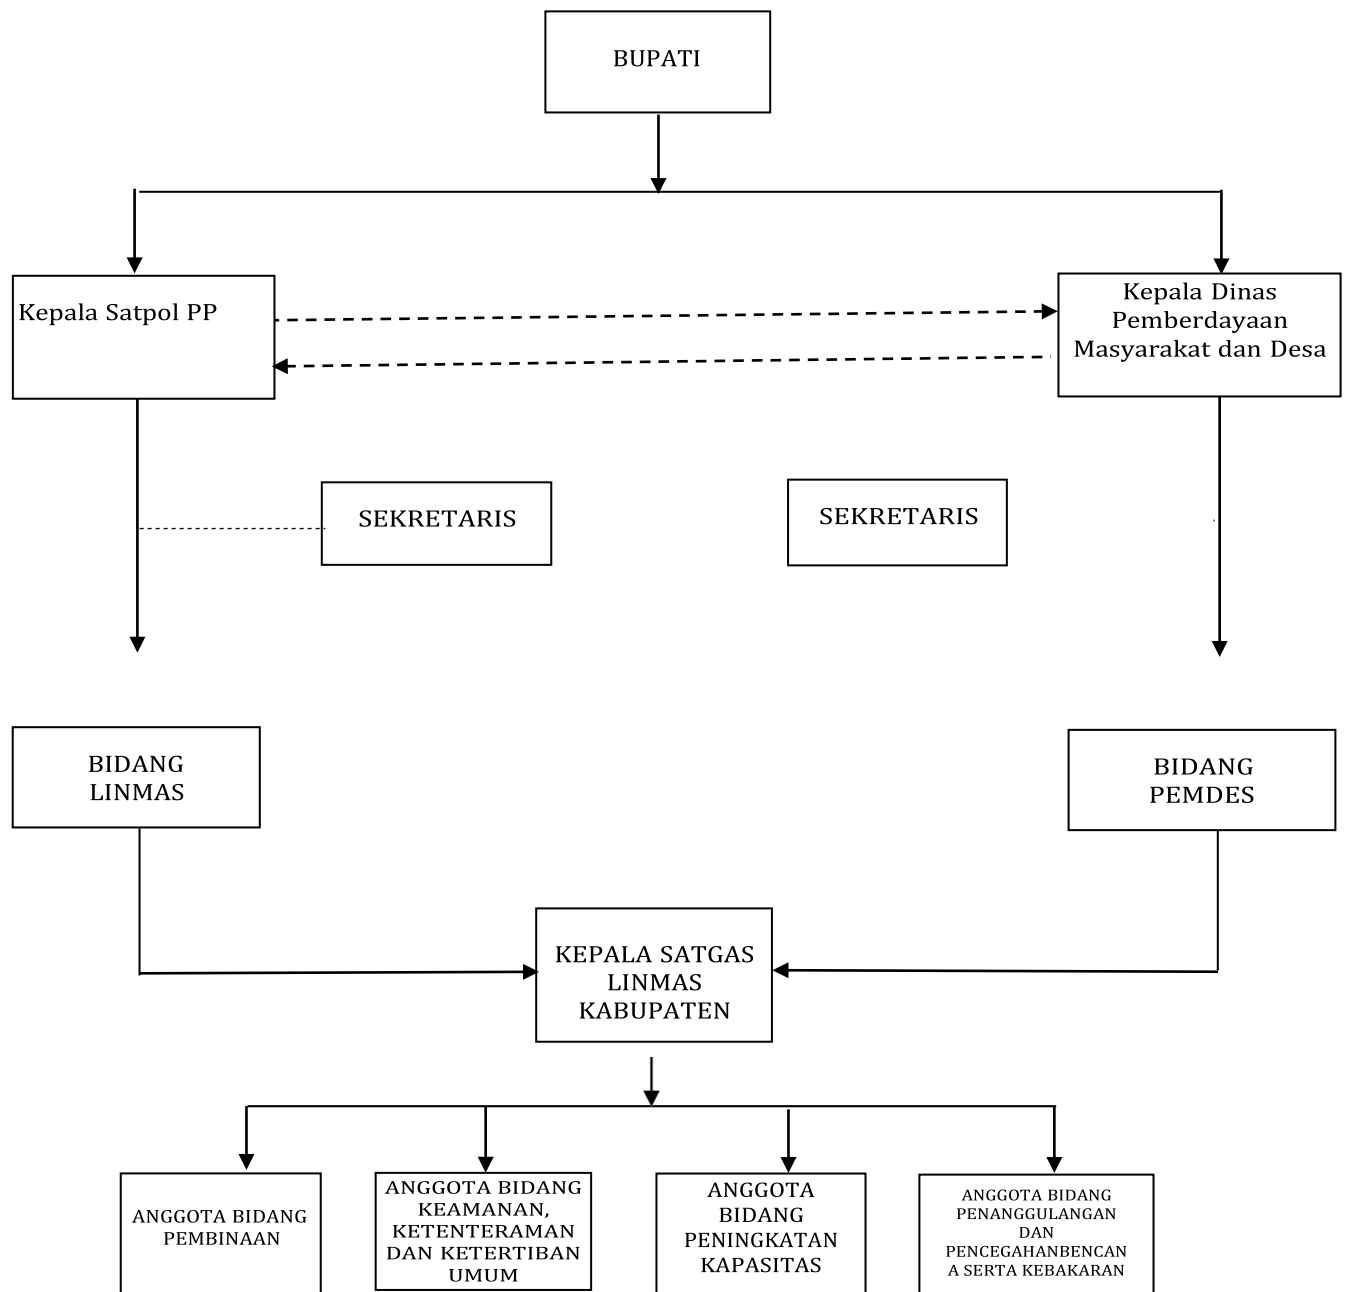 BUPATI
Kepala Satpol PP
Kepala Dinas
Pemberdayaan
Masyarakat dan Desa
SEKRETARIS
SEKRETARIS
BIDANG
LINMAS
BIDANG
PEMDES
KEPALA SATGAS
LINMAS
KABUPATEN
ANGGOTA BIDANG
PEMBINAAN
ANGGOTA BIDANG
KEAMANAN,
KETENTERAMAN
DAN KETERTIBAN
UMUM
ANGGOTA
BIDANG
PENINGKATAN
KAPASITAS
ANGGOTA BIDANG
PENANGGULANGAN
DAN
PENCEGAHANBENCAN
A SERTA KEBAKARAN